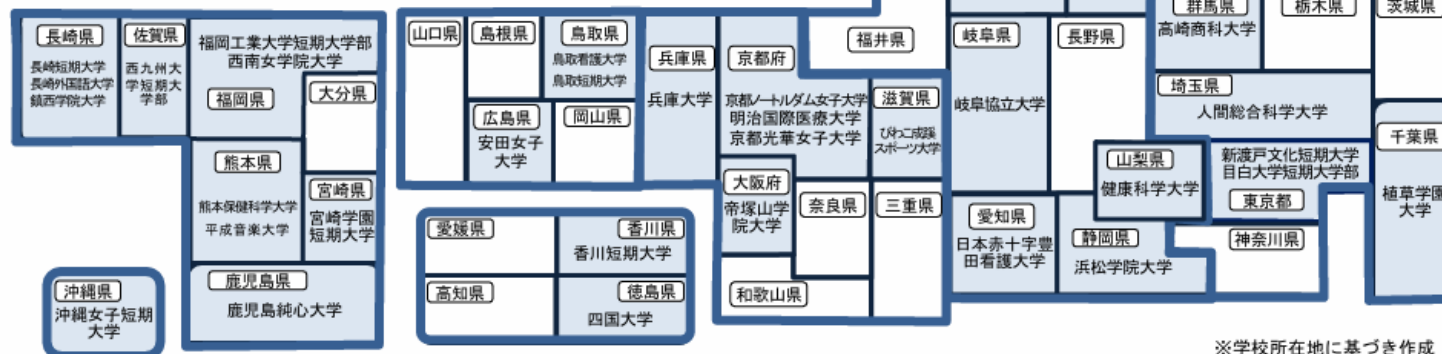 長崎県
長崎短期大学
長崎外国語大学
鎮西学院大学
佐賀県
西九州大
学短期大
学部
福岡工業大学短期大学部
西南女学院大学
福岡県
大分県
熊本県
熊本保健科学大学
平成音楽大学
宮崎県
宮崎学園
短期大学
鹿児島県
鹿児島純心大学
沖縄県
沖縄女子短期
大学
山口県
島根県
鳥取県
鳥取看護大学
鳥取短期大学
広島県
安田女子
大学
岡山県
愛媛県
香川県
香川短期大学
高知県
徳島県
四国大学
兵庫県
兵庫大学
京都府
京都ノートルダム女子大学
明治国際医療大学
京都光華女子大学
福井県
滋賀県
びわこ成蹊
スポーツ大学
大阪府
帝塚山学
院大学
奈良県
三重県
和歌山県
岐阜県
岐阜協立大学
長野県
愛知県
日本赤十字豊
田看護大学
静岡県
浜松学院大学
山梨県
健康科学大学
群馬県
高崎商科大学
栃木県
茨城県
埼玉県
人間総合科学大学
新渡戸文化短期大学
目白大学短期大学部
東京都
神奈川県
千葉県
植草学園
大学
※学校所在地に基づき作成